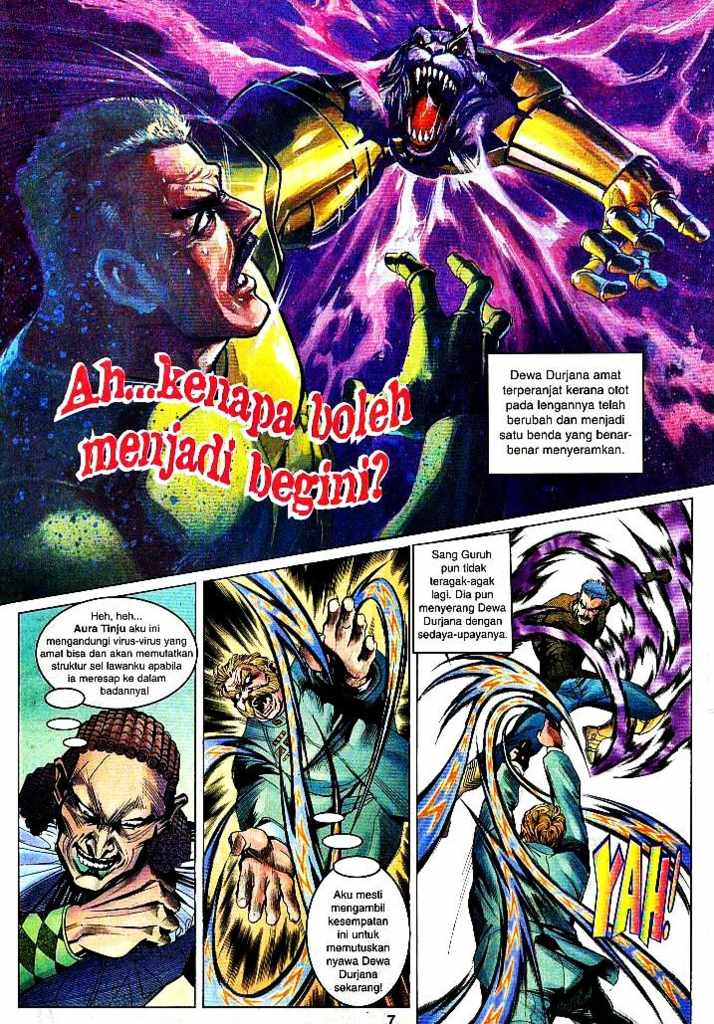 Ah...kenapa boleh
menjadi begini?
Dewa Durjana amat
terperanjat kerana otot
pada lengannya telah
berubah dan menjadi
satu benda yang benar-
benar menyeramkan.
Heh, heh...
Aura Tinju aku ini
mengandungi virus-virus yang
amat bisa dan akan memutatkan
struktur sel lawanku apabila
ia meresap ke dalam
badannya!
Aku mesti
mengambil
kesempatan
ini untuk
memutuskan
nyawa Dewa
Durjana
sekarang!
Sang Guruh
pun tidak
teragak-agak
lagi. Dia pun
menyerang Dewa
Durjana dengan
sedaya-upayanya.
YAH!
7